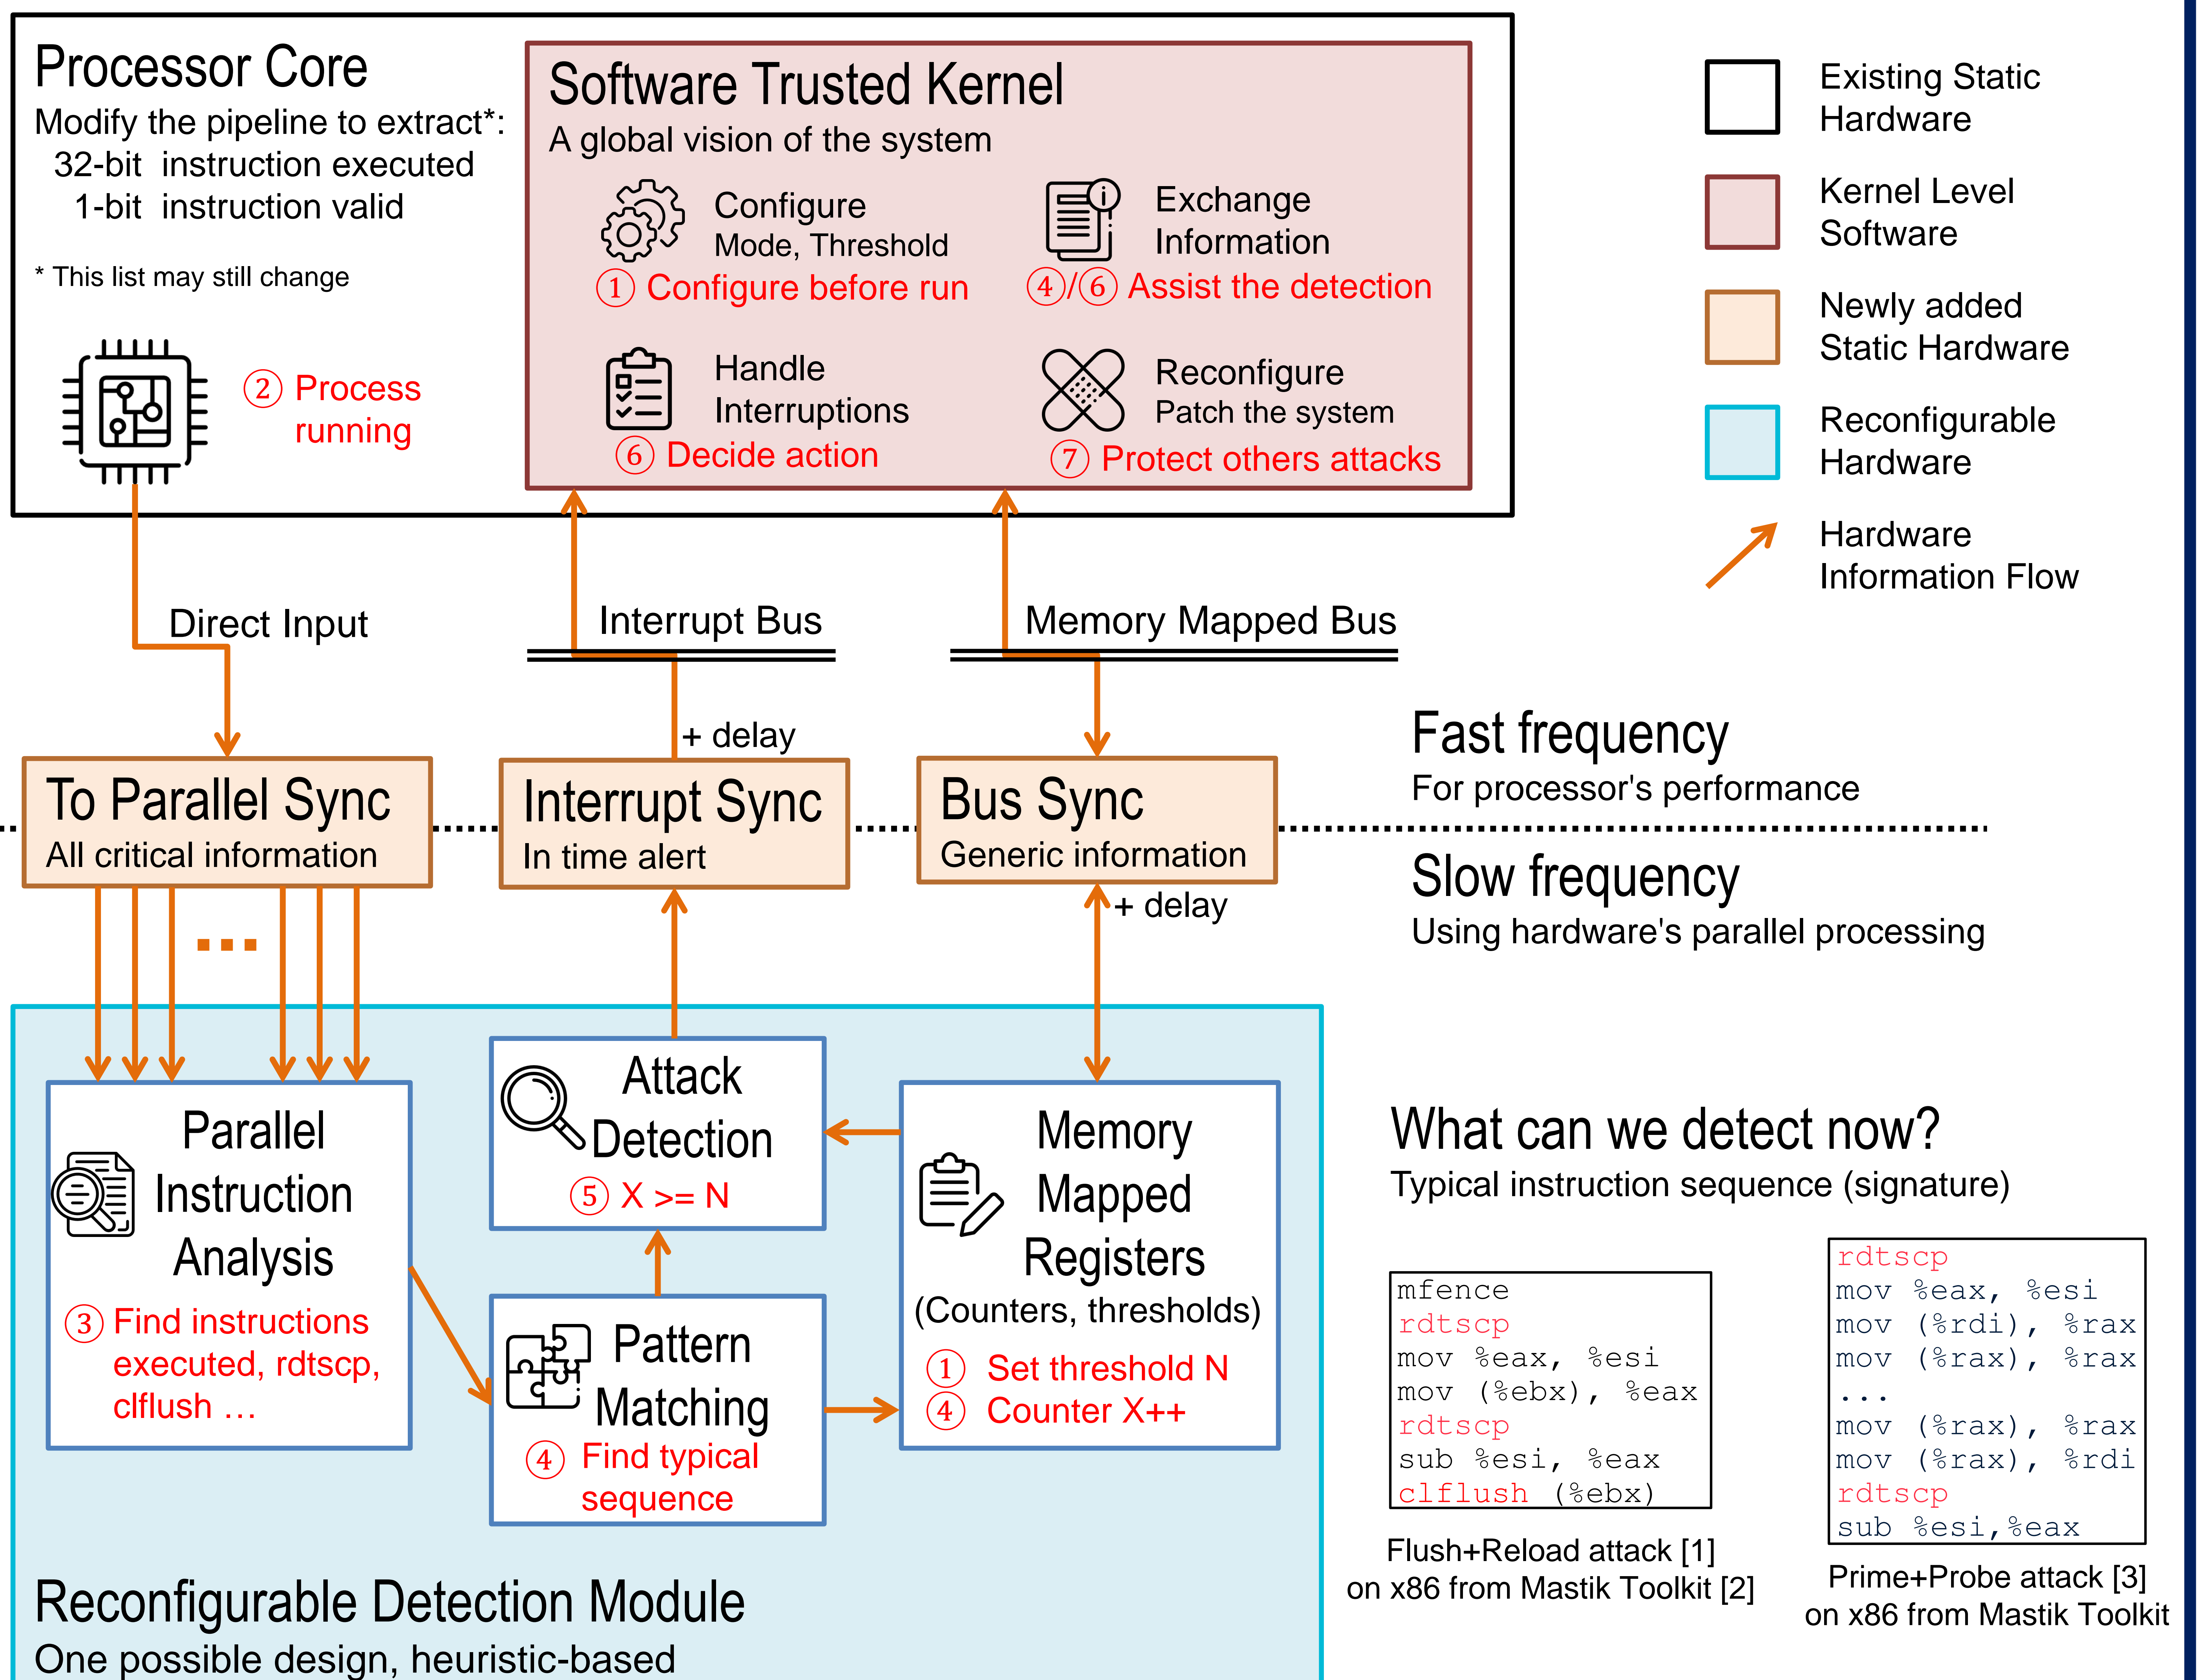 Processor Core
Modify the pipeline to extract*:
32-bit instruction executed
1-bit instruction valid
* This list may still change
② Process
running
Software Trusted Kernel
A global vision of the system
Configure
Mode, Threshold
① Configure before run
Exchange
Information
④/⑥ Assist the detection
Handle
Interruptions
⑥ Decide action
Reconfigure
Patch the system
⑦ Protect others attacks
Existing Static
Hardware
Kernel Level
Software
Newly added
Static Hardware
Reconfigurable
Hardware
Hardware
Information Flow
Direct Input
Interrupt Bus
Memory Mapped Bus
+ delay
To Parallel Sync
All critical information
Interrupt Sync
In time alert
Bus Sync
Generic information
+ delay
Fast frequency
For processor's performance
Slow frequency
Using hardware's parallel processing
...
Parallel
Instruction
Analysis
③ Find instructions
executed, rdtscp,
clflush …
Attack
Detection
⑤ X >= N
Pattern
Matching
④ Find typical
sequence
Memory
Mapped
Registers
(Counters, thresholds)
① Set threshold N
④ Counter X++
Reconfigurable Detection Module
One possible design, heuristic-based
What can we detect now?
Typical instruction sequence (signature)
mfence
rdtscp
mov %eax, %esi
mov (%ebx), %eax
rdtscp
sub %esi, %eax
clflush (%ebx)
Flush+Reload attack [1]
on x86 from Mastik Toolkit [2]
rdtscp
mov %eax, %esi
mov (%rdi), %rax
mov (%rax), %rax
...
mov (%rax), %rax
mov (%rax), %rdi
rdtscp
sub %esi,%eax
Prime+Probe attack [3]
on x86 from Mastik Toolkit